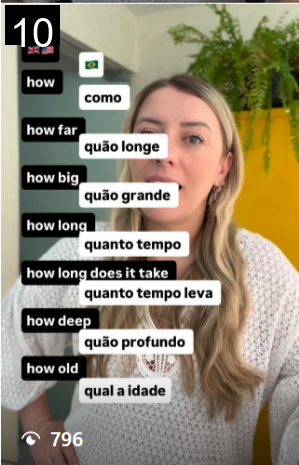 10
how
como
how far
quão longe
how big
quão grande
how long
quanto tempo
how long does it take
quanto tempo leva
how deep
quão profundo
how old
qual a idade
796